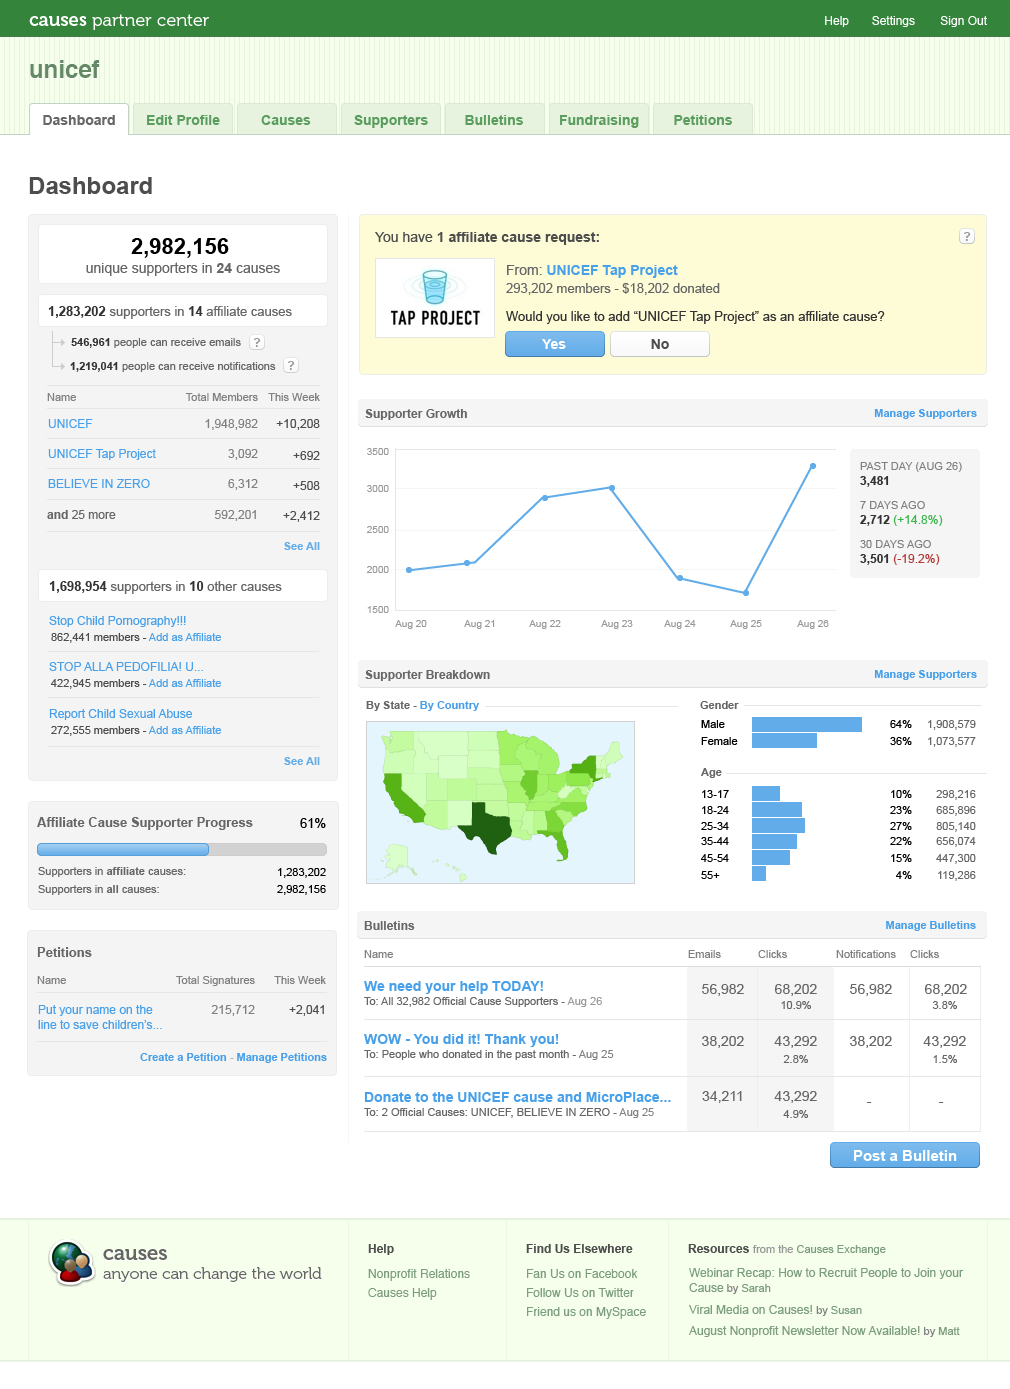 causes partner center
Help Settings Sign Out
unicef
Dashboard Edit Profile Causes Supporters Bulletins Fundraising Petitions
Dashboard
2,982,156
unique supporters in 24 causes
1,283,202 supporters in 14 affiliate causes
546,961 people can receive emails ?
1,219,041 people can receive notifications ?
Name Total Members This Week
UNICEF 1,948,982 +10,208
UNICEF Tap Project 3,092 +692
BELIEVE IN ZERO 6,312 +508
and 25 more 592,201 +2,412
See All
1,698,954 supporters in 10 other causes
Stop Child Pornography!!!
862,441 members - Add as Affiliate
STOP ALLA PEDOFILIA! U...
422,945 members - Add as Affiliate
Report Child Sexual Abuse
272,555 members - Add as Affiliate
See All
Affiliate Cause Supporter Progress 61%
Supporters in affiliate causes: 1,283,202
Supporters in all causes: 2,982,156
Petitions
Name Total Signatures This Week
Put your name on the 215,712 +2,041
line to save children's...
Create a Petition - Manage Petitions
You have 1 affiliate cause request: ?
TAP PROJECT
From: UNICEF Tap Project
293,202 members - $18,202 donated
Would you like to add “UNICEF Tap Project” as an affiliate cause?
Yes No
Supporter Growth Manage Supporters
3500
3000
2500
2000
1500
Aug 20 Aug 21 Aug 22 Aug 23 Aug 24 Aug 25 Aug 26
PAST DAY (AUG 26)
3,481
7 DAYS AGO
2,712 (+14.8%)
30 DAYS AGO
3,501 (-19.2%)
Supporter Breakdown Manage Supporters
By State - By Country
Gender
Male 64% 1,908,579
Female 36% 1,073,577
Age
13-17 10% 298,216
18-24 23% 685,896
25-34 27% 805,140
35-44 22% 656,074
45-54 15% 447,300
55+ 4% 119,286
Bulletins Manage Bulletins
Name Emails Clicks Notifications Clicks
We need your help TODAY! 56,982 68,202 56,982 68,202
To: All 32,982 Official Cause Supporters - Aug 26 10.9% 3.8%
WOW - You did it! Thank you! 38,202 43,292 38,202 43,292
To: People who donated in the past month - Aug 25 2.8% 1.5%
Donate to the UNICEF cause and MicroPlace... 34,211 43,292 - -
To: 2 Official Causes: UNICEF, BELIEVE IN ZERO - Aug 25 4.9%
Post a Bulletin
causes
anyone can change the world
Help
Nonprofit Relations
Causes Help
Find Us Elsewhere
Fan Us on Facebook
Follow Us on Twitter
Friend us on MySpace
Resources from the Causes Exchange
Webinar Recap: How to Recruit People to Join your
Cause by Sarah
Viral Media on Causes! by Susan
August Nonprofit Newsletter Now Available! by Matt